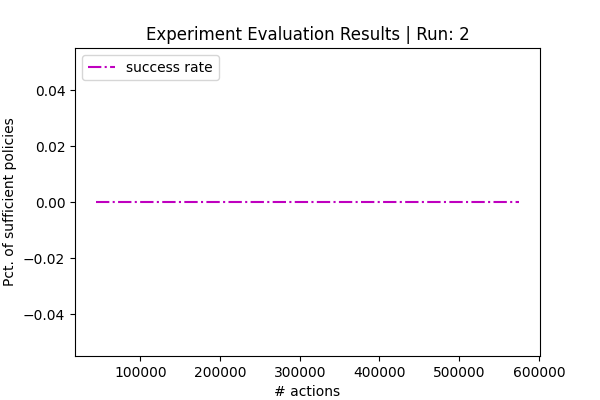 Experiment Evaluation Results | Run: 2
success rate
Pct. of sufficient policies
0.04
0.02
0.00
−0.02
−0.04
100000 200000 300000 400000 500000 600000
# actions